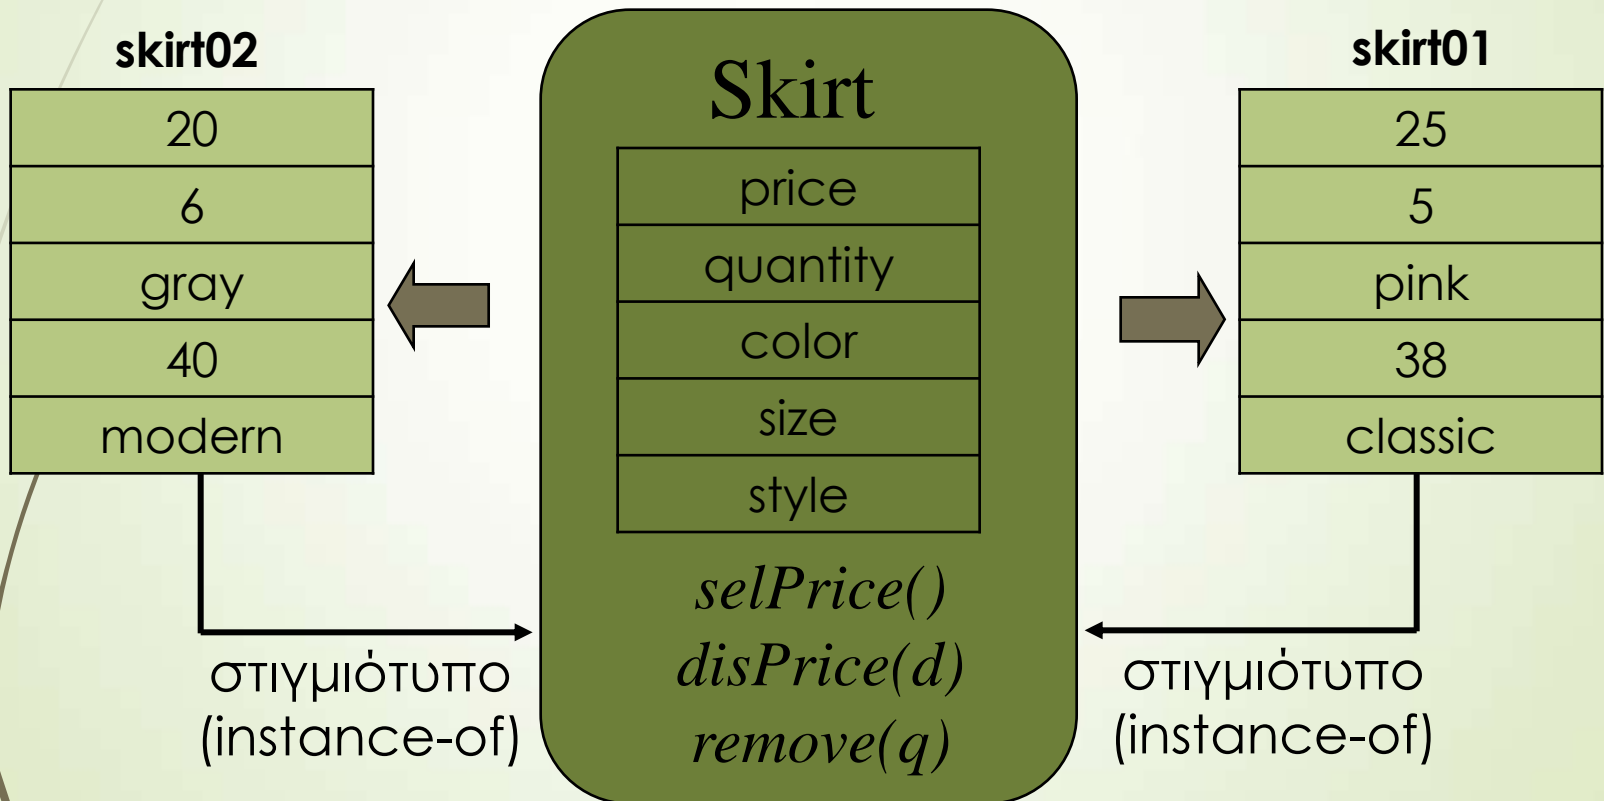 skirt02
20
6
gray
40
modern
στιγμιότυπο
(instance-of)
Skirt
price
quantity
color
size
style
selPrice()
disPrice(d)
remove(q)
skirt01
25
5
pink
38
classic
στιγμιότυπο
(instance-of)